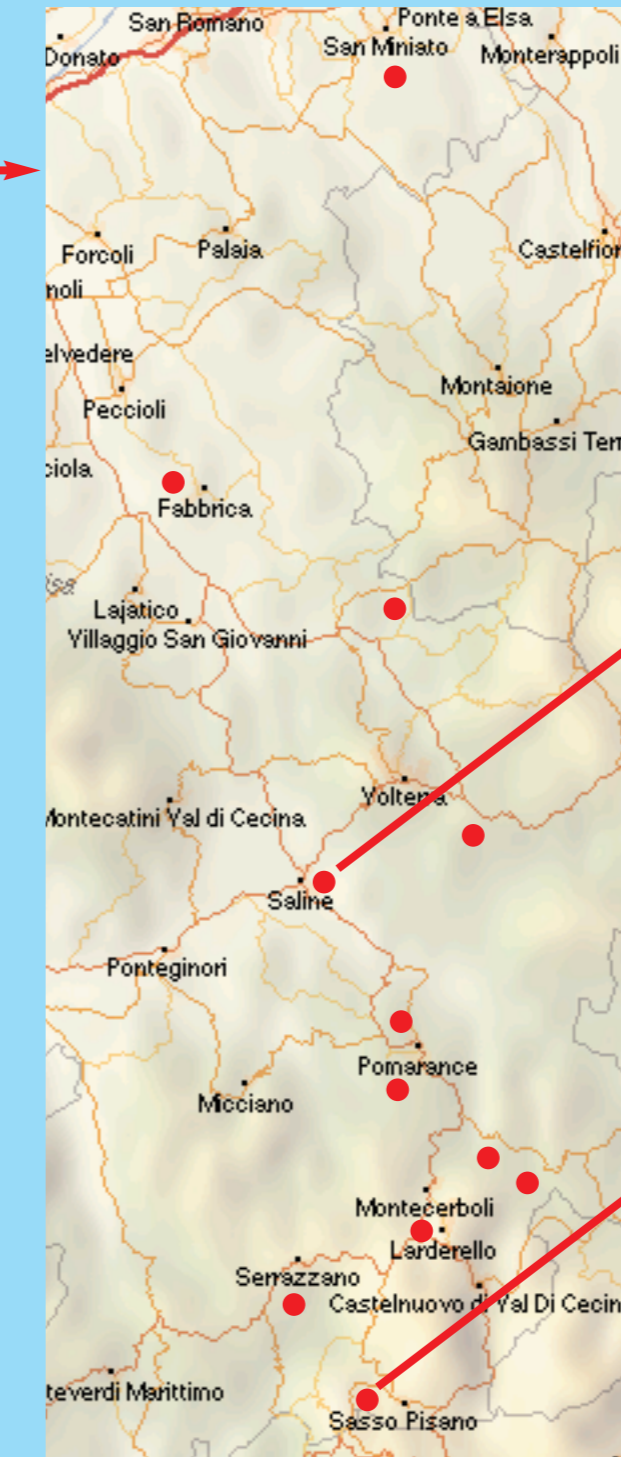 San Romano
Ponte a Elsa
Donato
San Miniato
Monterappoli
Forcoli
Palaia
Castelfior
noli
elvedere
Montaione
Peccioli
Gambassi Terr
ciola
Fabbrica
Lajatico
Villaggio San Giovanni
Volterra
Montecatini Val di Cecina
Saline
Ponteginori
Pomarance
Micciano
Montecerboli
Larderello
Serrazzano
Castelnuovo di Val Di Cecin
teverdi Marittimo
Sasso Pisano